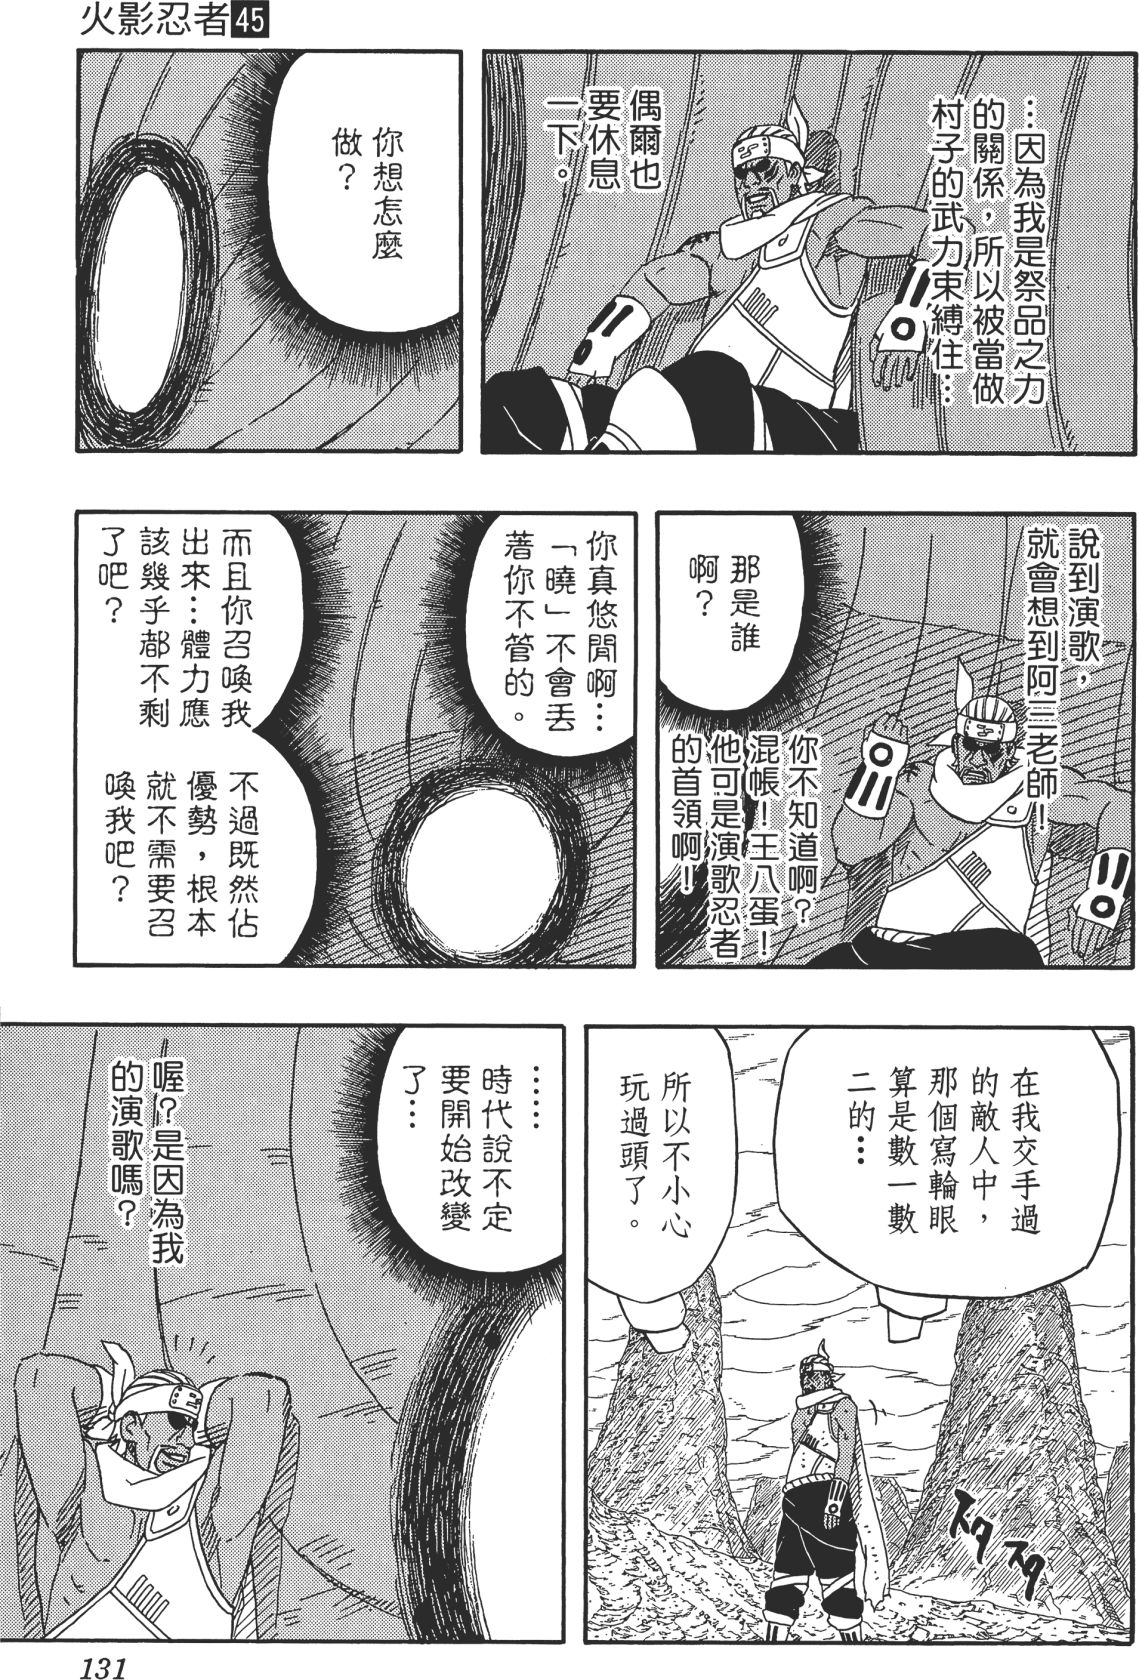 火影忍者45
…因為我是祭品之力
的關係，所以被當做
村子的武力束縛住…
偶爾也
要休息
一下。
你想怎麼
做？
說到演歌，
就會想到阿三老師！
那是誰
啊？
你不知道啊？
混帳！王八蛋！
他可是演歌忍者
的首領啊！
你真悠閒啊…
「曉」不會丟
著你不管的。
而且你召喚我
出來…體力應
該幾乎都不剩
了吧？
不過既然佔
優勢，根本
就不需要召
喚我吧？
在我交手過
的敵人中，
那個寫輪眼
算是數一數
二的…
所以不小心
玩過頭了。
スタ
スタ
……
時代說不定
要開始改變
了…
喔？是因為我
的演歌嗎？
131